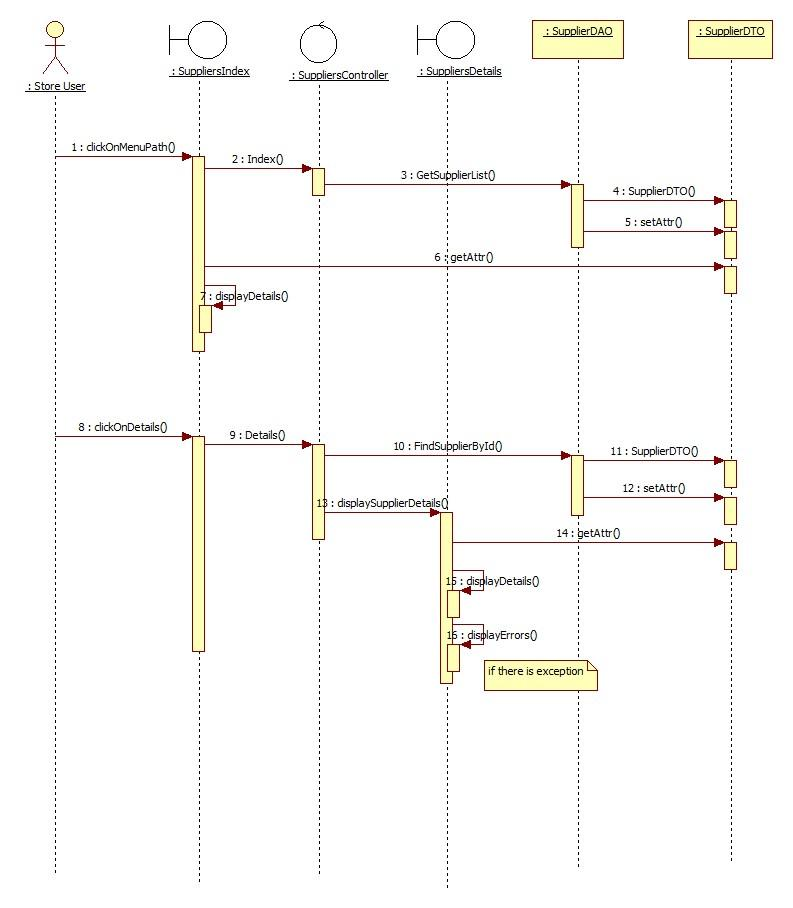 : Store User
: SuppliersIndex
: SuppliersController
: SuppliersDetails
: SupplierDAO
: SupplierDTO
1 : clickOnMenuPath()
2 : Index()
3 : GetSupplierList()
4 : SupplierDTO()
5 : setAttr()
6 : getAttr()
7 : displayDetails()
8 : clickOnDetails()
9 : Details()
10 : FindSupplierById()
11 : SupplierDTO()
12 : setAttr()
13 : displaySupplierDetails()
14 : getAttr()
15 : displayDetails()
16 : displayErrors()
if there is exception